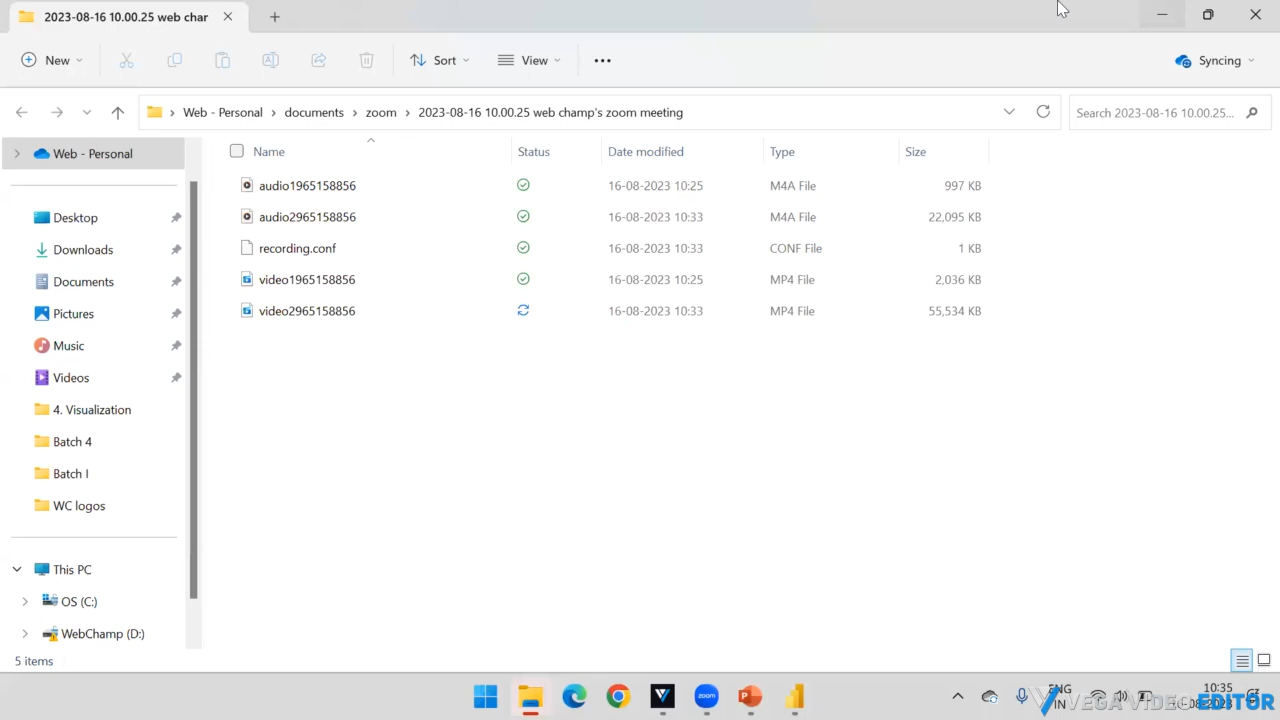 2023-08-16 10.00.25 web char
New
Sort
View
Syncing
Web - Personal > documents > zoom > 2023-08-16 10.00.25 web champ's zoom meeting
Search 2023-08-16 10.00.25...
Web - Personal
Desktop
Downloads
Documents
Pictures
Music
Videos
4. Visualization
Batch 4
Batch I
WC logos
This PC
OS (C:)
WebChamp (D:)
Name Status Date modified Type Size
audio1965158856 16-08-2023 10:25 M4A File 997 KB
audio2965158856 16-08-2023 10:33 M4A File 22,095 KB
recording.conf 16-08-2023 10:33 CONF File 1 KB
video1965158856 16-08-2023 10:25 MP4 File 2,036 KB
video2965158856 16-08-2023 10:33 MP4 File 55,534 KB
5 items
zoom
ENG
IN
10:35
VEGA VIDEO EDITOR